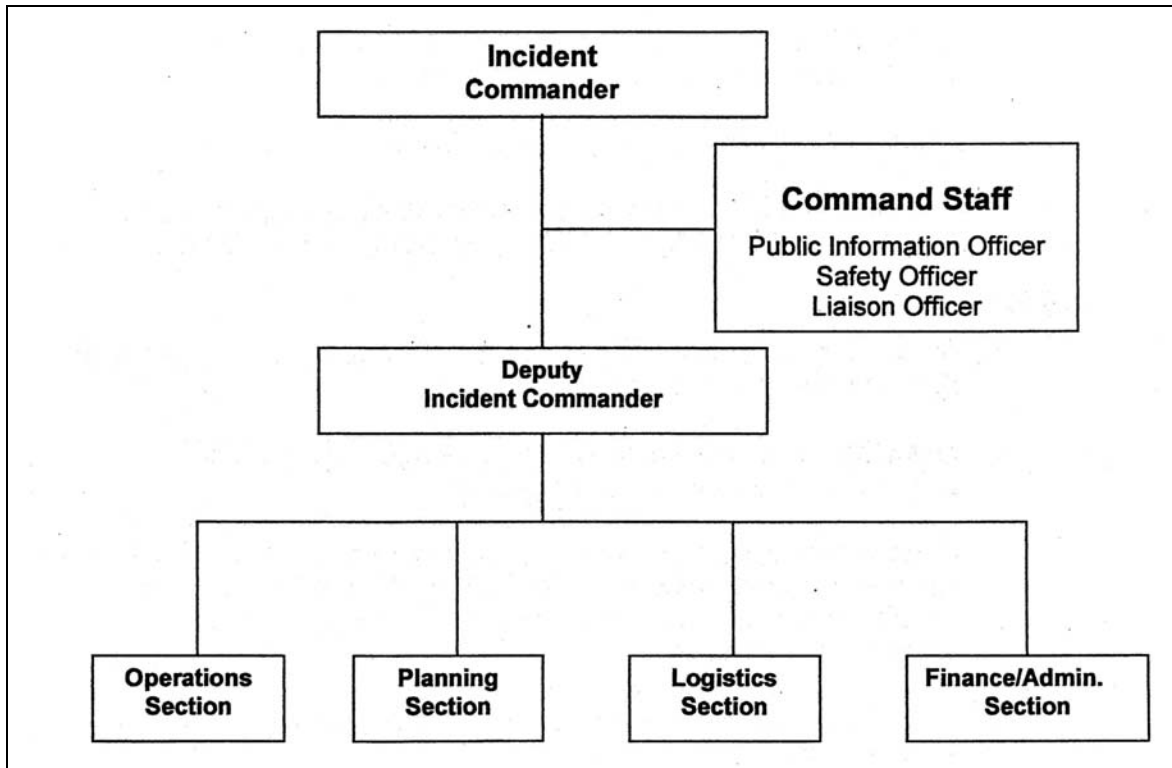 Incident
Commander
Command Staff
Public Information Officer
Safety Officer
Liaison Officer
Deputy
Incident Commander
Operations
Section
Planning
Section
Logistics
Section
Finance/Admin.
Section